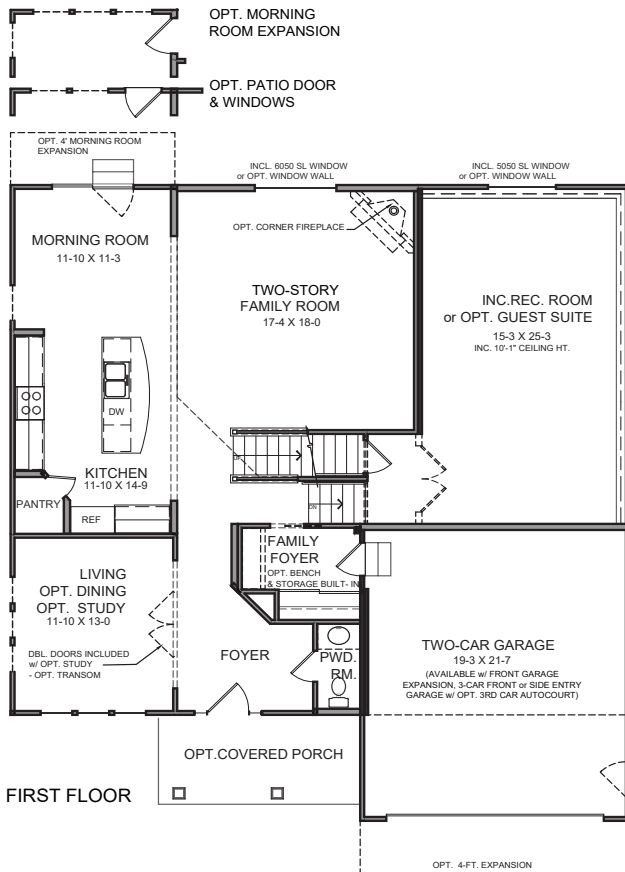 OPT. MORNING
ROOM EXPANSION
OPT. PATIO DOOR
& WINDOWS
OPT. 4' MORNING ROOM
EXPANSION
INCL. 6050 SL WINDOW
or OPT. WINDOW WALL
INCL. 5050 SL WINDOW
or OPT. WINDOW WALL
OPT. CORNER FIREPLACE
MORNING ROOM
11-10 X 11-3
TWO-STORY
FAMILY ROOM
17-4 X 18-0
INC.REC. ROOM
or OPT. GUEST SUITE
15-3 X 25-3
INC. 10'-1" CEILING HT.
DW
KITCHEN
11-10 X 14-9
PANTRY
REF
DN
FAMILY
FOYER
OPT. BENCH
& STORAGE BUILT- IN
LIVING
OPT. DINING
OPT. STUDY
11-10 X 13-0
DBL. DOORS INCLUDED
w/ OPT. STUDY
- OPT. TRANSOM
FOYER
PWD.
RM.
TWO-CAR GARAGE
19-3 X 21-7
(AVAILABLE w/ FRONT GARAGE
EXPANSION, 3-CAR FRONT or SIDE ENTRY
GARAGE w/ OPT. 3RD CAR AUTOCOURT)
OPT.COVERED PORCH
FIRST FLOOR
OPT. 4-FT. EXPANSION